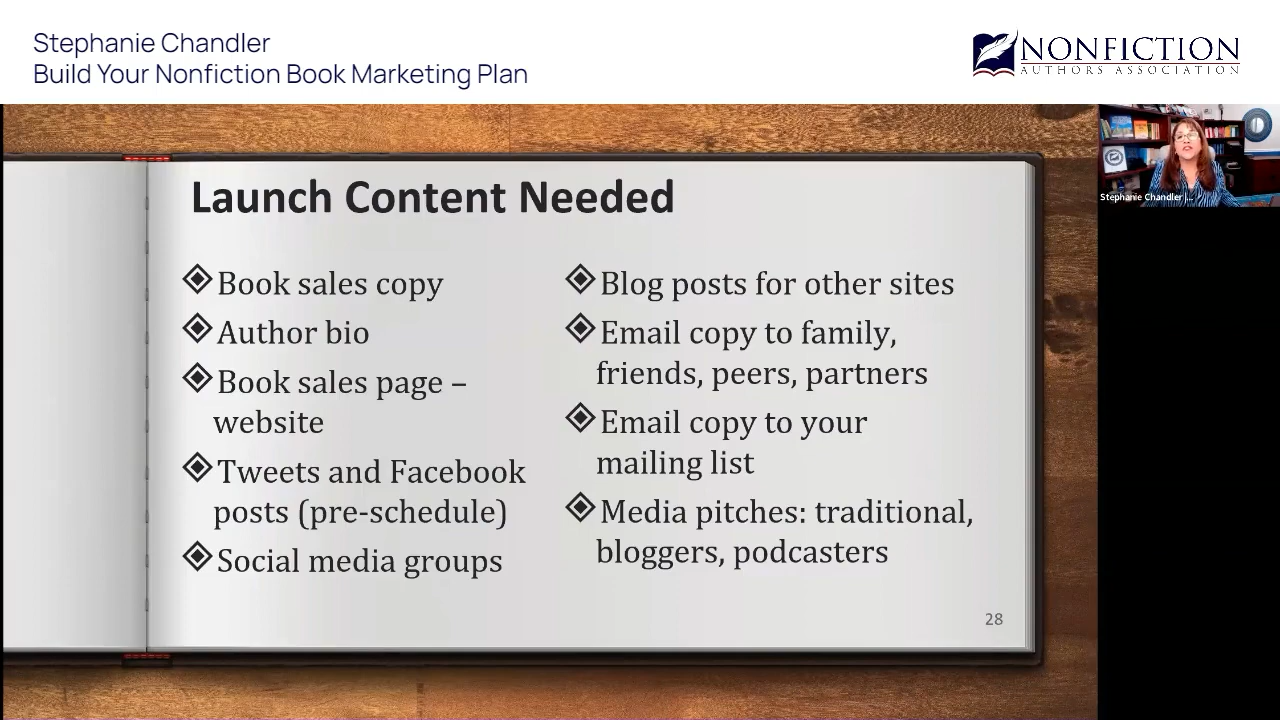 Stephanie Chandler
Build Your Nonfiction Book Marketing Plan
NONFICTION
AUTHORS ASSOCIATION
Launch Content Needed
Book sales copy
Author bio
Book sales page –
website
Tweets and Facebook
posts (pre-schedule)
Social media groups
Blog posts for other sites
Email copy to family,
friends, peers, partners
Email copy to your
mailing list
Media pitches: traditional,
bloggers, podcasters
28
Stephanie Chandler |...